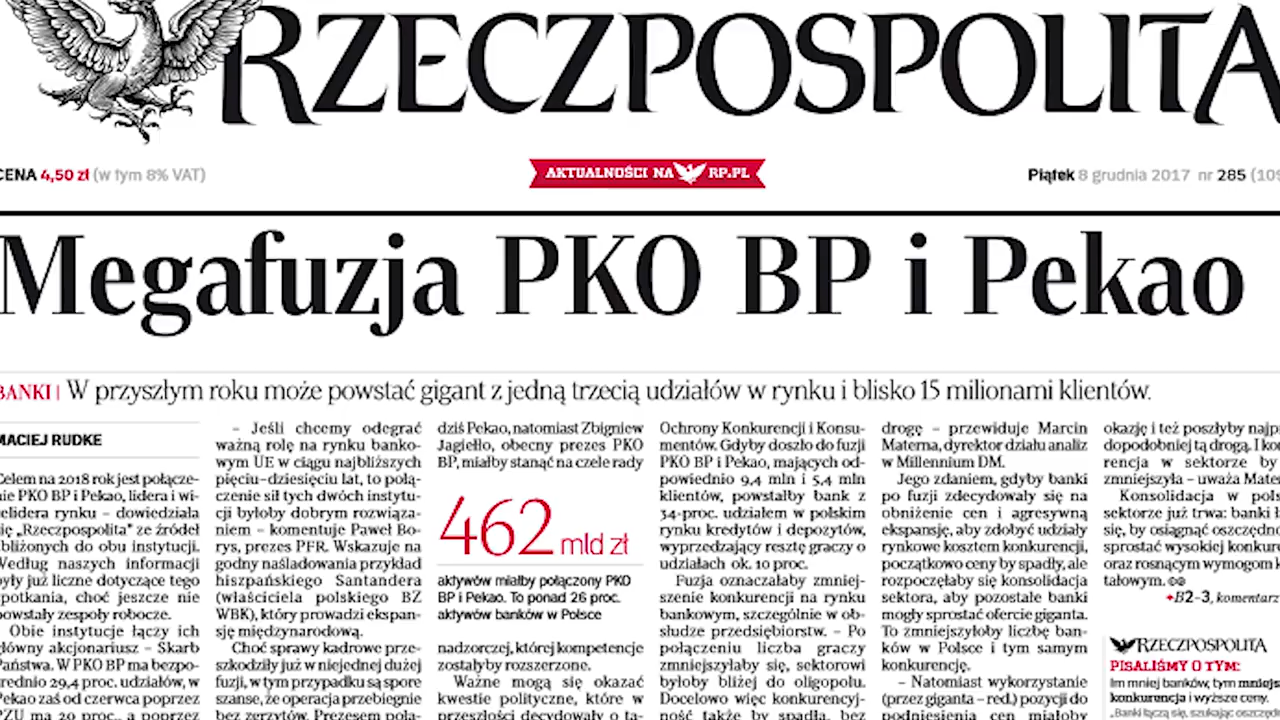 RZECZPOSPOLITA
CENA 4,50 zł (w tym 8% VAT)
AKTUALNOŚCI NA RP.PL
Piątek 8 grudnia 2017 nr 285
Megafuzja PKO BP i Pekao
BANKI | W przyszłym roku może powstać gigant z jedną trzecią udziałów w rynku i blisko 15 milionami klientów.
MACIEJ RUDKE
Celem na 2018 rok jest połącze-
nie PKO BP i Pekao, lidera i wi-
celidera rynku – dowiedziała
się „Rzeczpospolita" ze źródeł
zbliżonych do obu instytucji.
Według naszych informacji
były już liczne dotyczące tego
spotkania, choć jeszcze nie
powstały zespoły robocze.
Obie instytucje łączy ich
główny akcjonariusz – Skarb
Państwa. W PKO BP ma bezpo-
średnio 29,4 proc. udziałów, w
Pekao zaś od czerwca poprzez
PZU ma 20 proc., a poprzez
– Jeśli chcemy odegrać
ważną rolę na rynku banko-
wym UE w ciągu najbliższych
pięciu–dziesięciu lat, to połą-
czenie sił tych dwóch instytu-
cji byłoby dobrym rozwiąza-
niem – komentuje Paweł Bo-
rys, prezes PFR. Wskazuje na
godny naśladowania przykład
hiszpańskiego Santandera
(właściciela polskiego BZ
WBK), który prowadzi ekspan-
sję międzynarodową.
Choć sprawy kadrowe prze-
szkodziły już w niejednej dużej
fuzji, w tym przypadku są spore
szanse, że operacja przebiegnie
bez zgrzytów. Prezesem połą-
dziś Pekao, natomiast Zbigniew
Jagiełło, obecny prezes PKO
BP, miałby stanąć na czele rady
462 mld zł
aktywów miałby połączony PKO
BP i Pekao. To ponad 26 proc.
aktywów banków w Polsce
nadzorczej, której kompetencje
zostałyby rozszerzone.
Ważne mogą się okazać
kwestie polityczne, które w
przeszłości decydowały o ta-
Ochrony Konkurencji i Konsu-
mentów. Gdyby doszło do fuzji
PKO BP i Pekao, mających od-
powiednio 9,4 mln i 5,4 mln
klientów, powstałby bank z
34-proc. udziałem w polskim
rynku kredytów i depozytów,
wyprzedzający resztę graczy o
udziałach ok. 10 proc.
Fuzja oznaczałaby zmniej-
szenie konkurencji na rynku
bankowym, szczególnie w ob-
słudze przedsiębiorstw. – Po
połączeniu liczba graczy
zmniejszyłaby się, sektorowi
byłoby bliżej do oligopolu.
Docelowo więc konkurencyj-
ność także by spadła, bez
drogę – przewiduje Marcin
Materna, dyrektor działu analiz
w Millennium DM.
Jego zdaniem, gdyby banki
po fuzji zdecydowały się na
obniżenie cen i agresywną
ekspansję, aby zdobyć udziały
rynkowe kosztem konkurencji,
początkowo ceny by spadły, ale
rozpoczęłaby się konsolidacja
sektora, aby pozostałe banki
mogły sprostać ofercie giganta.
To zmniejszyłoby liczbę ban-
ków w Polsce i tym samym
konkurencję.
– Natomiast wykorzystanie
(przez giganta – red.) pozycji do
podniesienia cen miałoby
okazję i też poszłyby najp
dopodobniej tą drogą. I ko
rencja w sektorze by
zmniejszyła – uważa Mate
Konsolidacja w pols
sektorze już trwa: banki ł
się, by osiągnąć oszczędno
sprostać wysokiej konkur
oraz rosnącym wymogom k
tałowym.
B2–3, komentarz
RZECZPOSPOLITA
PISALIŚMY O TYM:
Im mniej banków, tym mniejs
konkurencja i wyższe ceny.
„Banki łączą się, szukając oszczędn